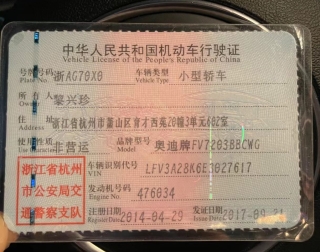 中华人民共和国机动车行驶证
Vehicle License of the People's Republic of China
号牌号码 浙AG70X0 车辆类型 小型轿车
Plate No. Vehicle Type
所有人 黎兴珍
Owner
住址 浙江省杭州市萧山区育才西苑20幢3单元602室
Address
使用性质 非营运 品牌型号 奥迪牌FV7203BBCWG
Use Character Model
浙江省杭州
市公安局交
通警察支队
车辆识别代号 LFV3A28K6E3027617
VIN
发动机号码 476034
Engine No.
注册日期 2014-04-29 发证日期
Register Date Issue Date